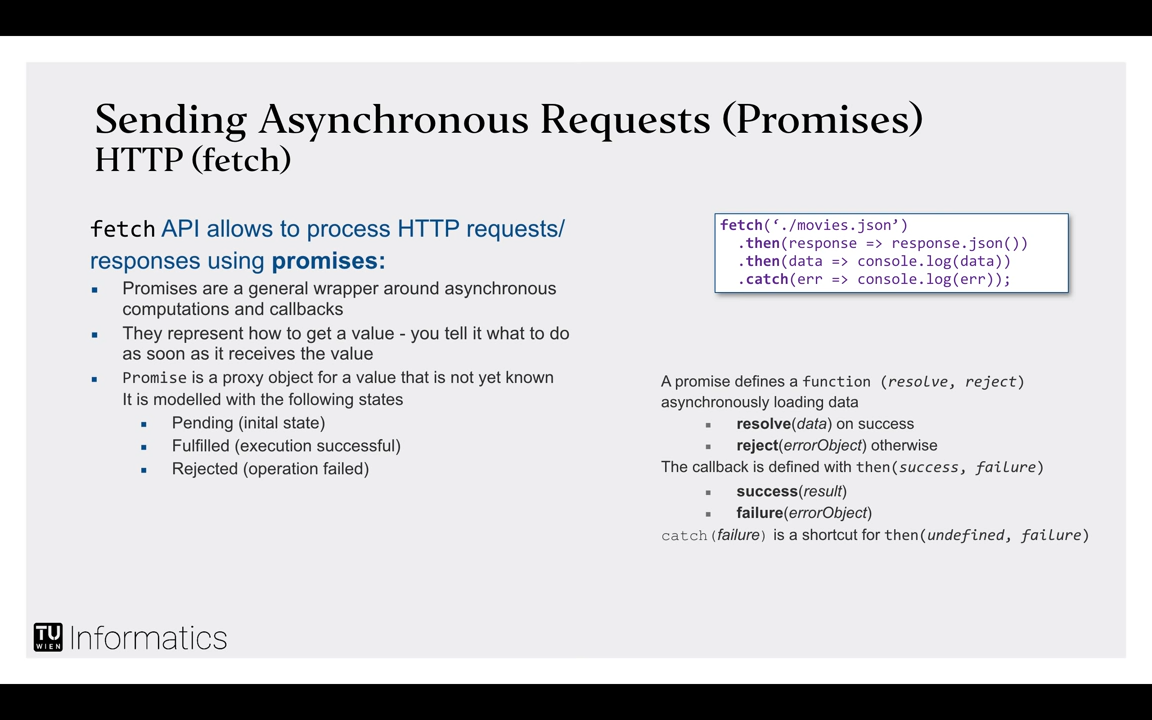 Sending Asynchronous Requests (Promises)
HTTP (fetch)
fetch API allows to process HTTP requests/
responses using promises:
▪ Promises are a general wrapper around asynchronous
computations and callbacks
▪ They represent how to get a value - you tell it what to do
as soon as it receives the value
▪ Promise is a proxy object for a value that is not yet known
It is modelled with the following states
▪ Pending (inital state)
▪ Fulfilled (execution successful)
▪ Rejected (operation failed)
fetch(‘./movies.json’)
.then(response => response.json())
.then(data => console.log(data))
.catch(err => console.log(err));
A promise defines a function (resolve, reject)
asynchronously loading data
▪ resolve(data) on success
▪ reject(errorObject) otherwise
The callback is defined with then(success, failure)
▪ success(result)
▪ failure(errorObject)
catch(failure) is a shortcut for then(undefined, failure)
TU
WIEN
Informatics